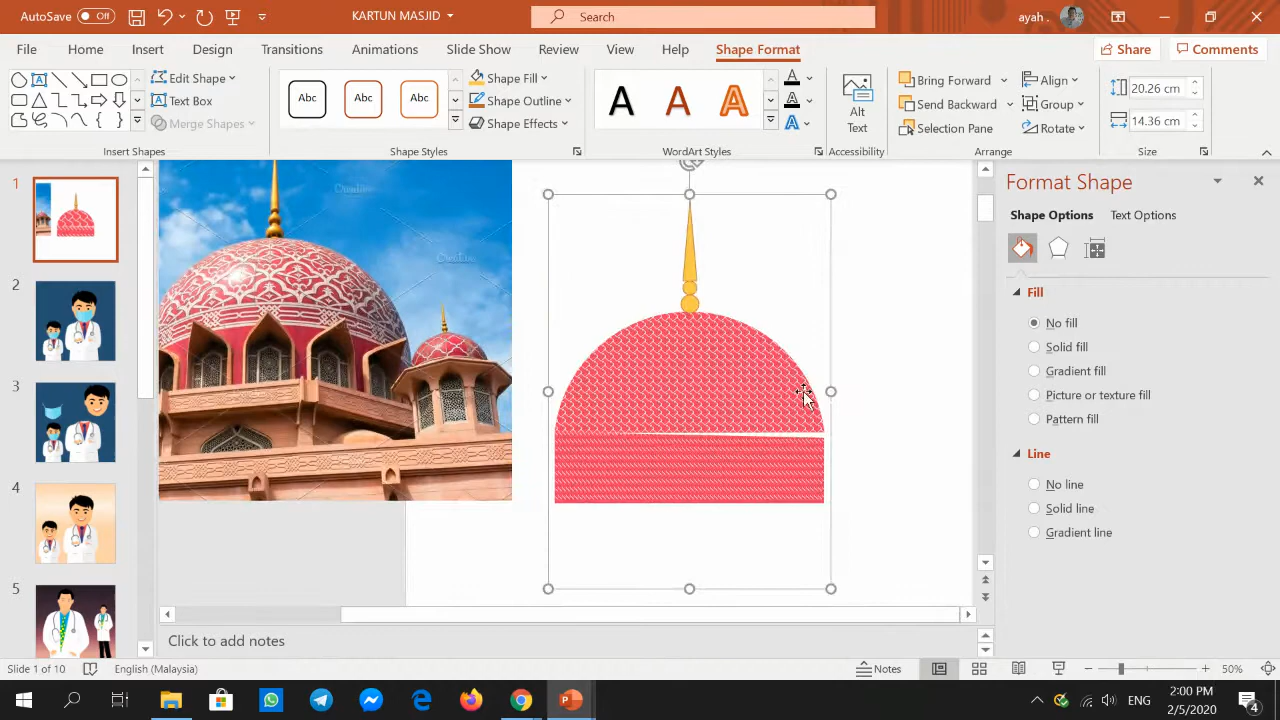 AutoSave Off KARTUN MASJID Search ayah .
File Home Insert Design Transitions Animations Slide Show Review View Help Shape Format Share Comments
Edit Shape
Text Box
Merge Shapes
Insert Shapes
Abc Abc Abc
Shape Fill
Shape Outline
Shape Effects
Shape Styles
A A A
A
A
A
WordArt Styles
Alt
Text
Accessibility
Bring Forward
Send Backward
Selection Pane
Align
Group
Rotate
Arrange
20.26 cm
14.36 cm
Size
1
2
3
4
5
Creative
Creative
Format Shape
Shape Options Text Options
Fill
No fill
Solid fill
Gradient fill
Picture or texture fill
Pattern fill
Line
No line
Solid line
Gradient line
Click to add notes
Slide 1 of 10 English (Malaysia) Notes 50%
ENG
2:00 PM
2/5/2020
4